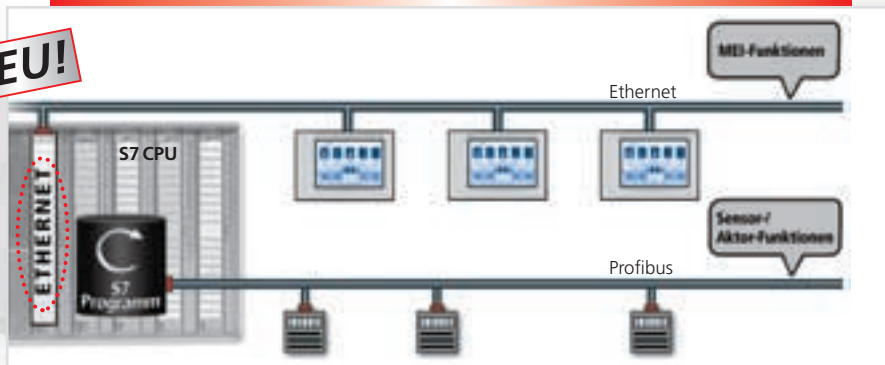 EU!
MEI-Funktionen
Ethernet
S7 CPU
ETHERNET
Sensor-/
Aktor-Funktionen
Profibus
S7
Programm